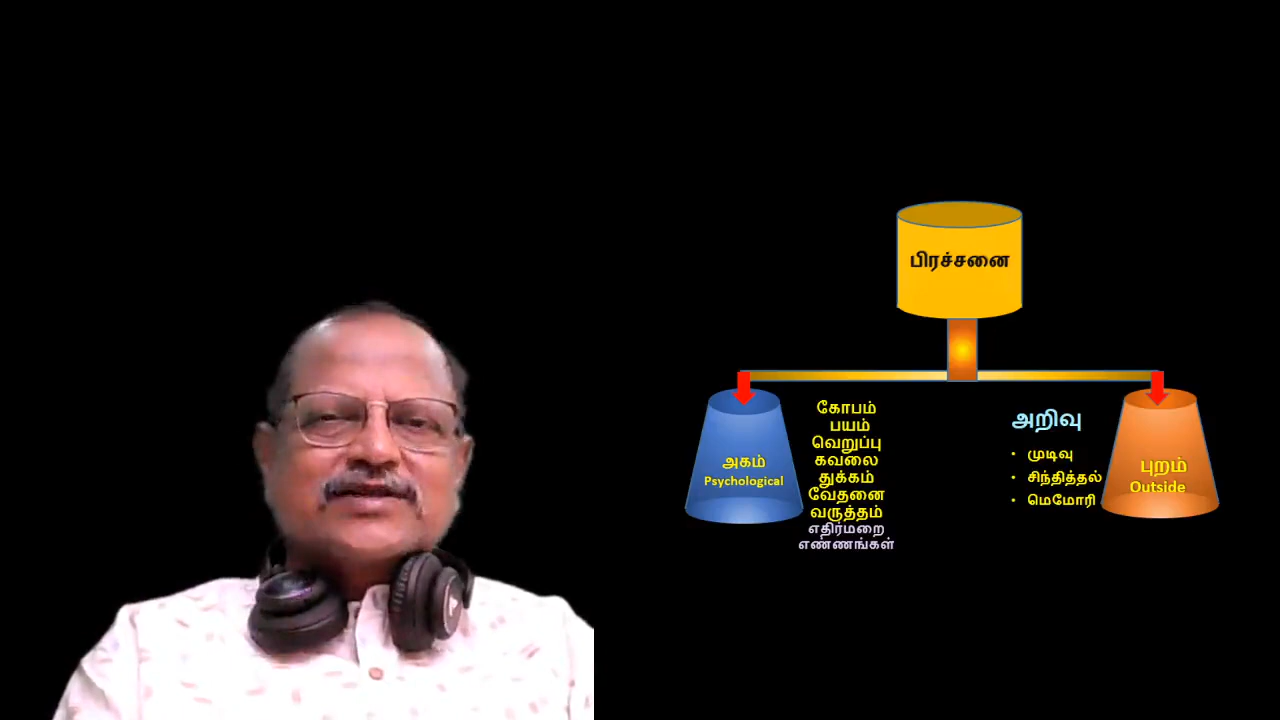 பிரச்சனை
அகம்
Psychological
கோபம்
பயம்
வெறுப்பு
கவலை
துக்கம்
வேதனை
வருத்தம்
எதிர்மறை
எண்ணங்கள்
அறிவு
• முடிவு
• சிந்தித்தல்
• மெமோரி
புறம்
Outside